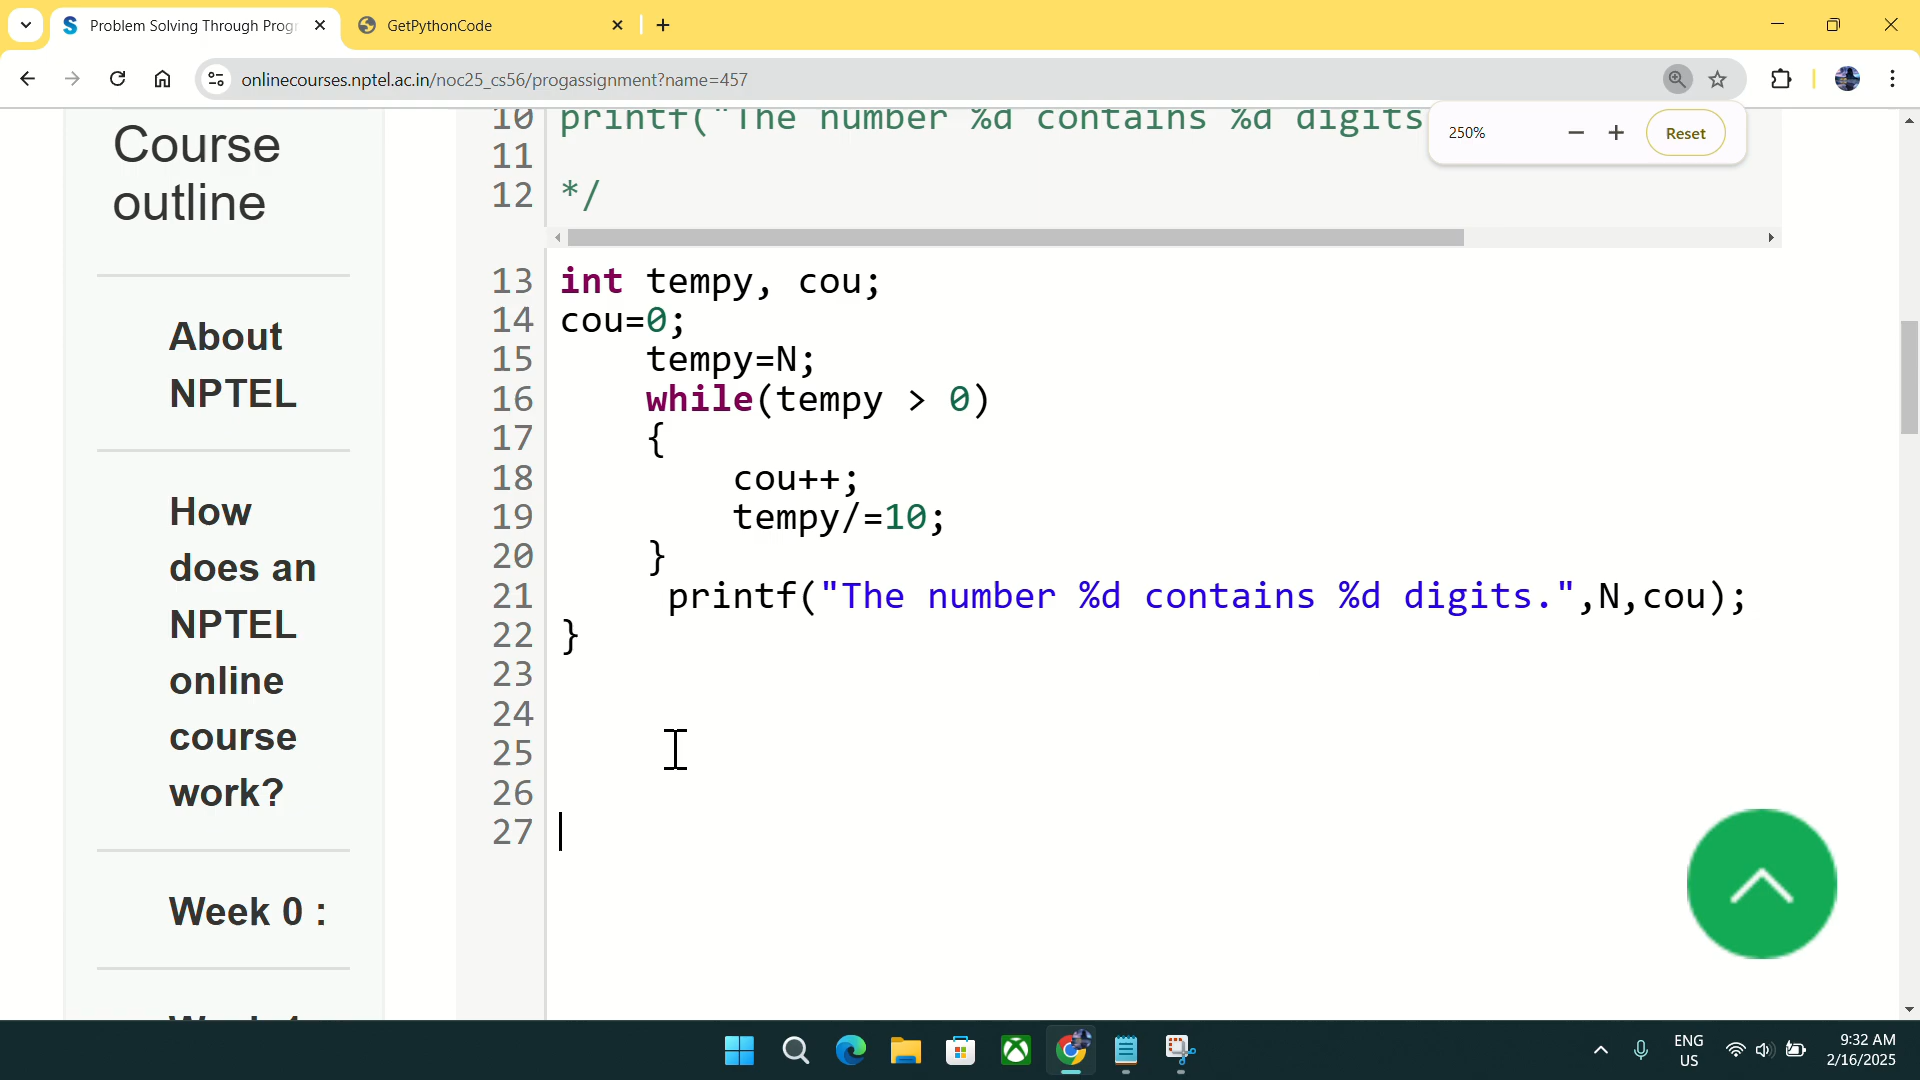 Problem Solving Through Progr
GetPythonCode
onlinecourses.nptel.ac.in/noc25_cs56/progassignment?name=457
250%
Reset
Course
outline
About
NPTEL
How
does an
NPTEL
online
course
work?
Week 0 :
10 printf("The number %d contains %d digits
11
12 */
13 int tempy, cou;
14 cou=0;
15 tempy=N;
16 while(tempy > 0)
17 {
18 cou++;
19 tempy/=10;
20 }
21 printf("The number %d contains %d digits.",N,cou);
22 }
23
24
25
26
27
ENG
US
9:32 AM
2/16/2025